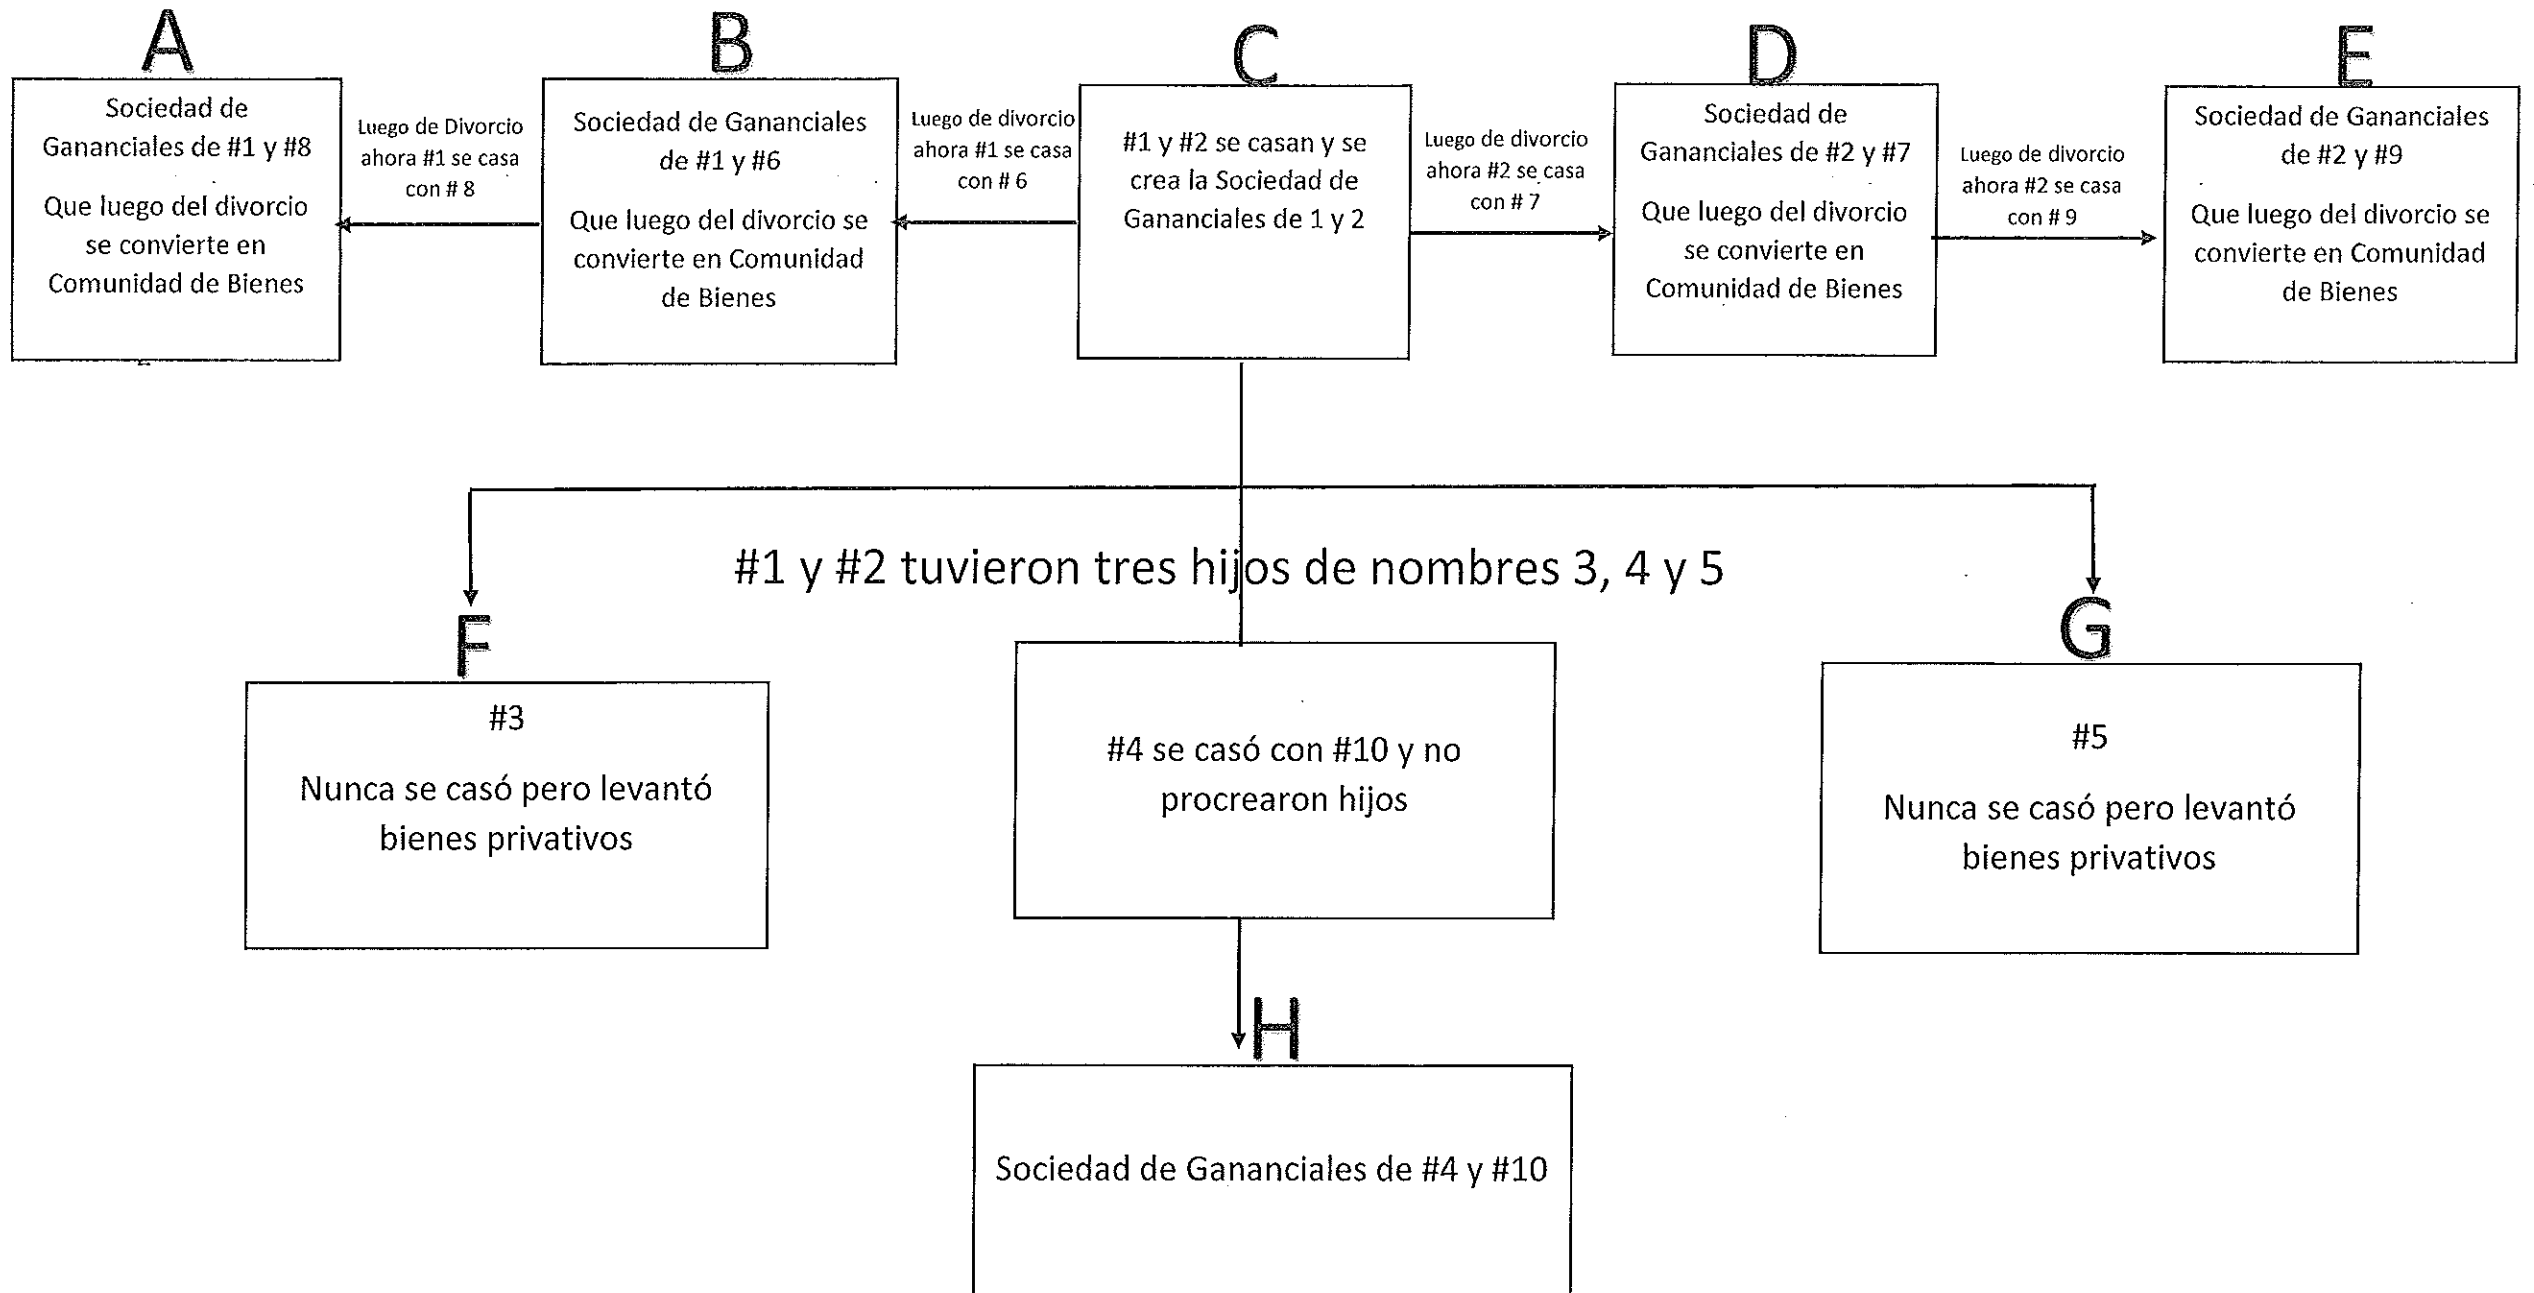 A
Sociedad de
Gananciales de #1 y #8
Que luego del divorcio
se convierte en
Comunidad de Bienes
Luego de Divorcio
ahora #1 se casa
con # 8
B
Sociedad de Gananciales
de #1 y #6
Que luego del divorcio se
convierte en Comunidad
de Bienes
Luego de divorcio
ahora #1 se casa
con # 6
C
#1 y #2 se casan y se
crea la Sociedad de
Gananciales de 1 y 2
Luego de divorcio
ahora #2 se casa
con # 7
D
Sociedad de
Gananciales de #2 y #7
Que luego del divorcio
se convierte en
Comunidad de Bienes
Luego de divorcio
ahora #2 se casa
con # 9
E
Sociedad de Gananciales
de #2 y #9
Que luego del divorcio se
convierte en Comunidad
de Bienes
#1 y #2 tuvieron tres hijos de nombres 3, 4 y 5
F
#3
Nunca se casó pero levantó
bienes privativos
#4 se casó con #10 y no
procrearon hijos
G
#5
Nunca se casó pero levantó
bienes privativos
H
Sociedad de Gananciales de #4 y #10